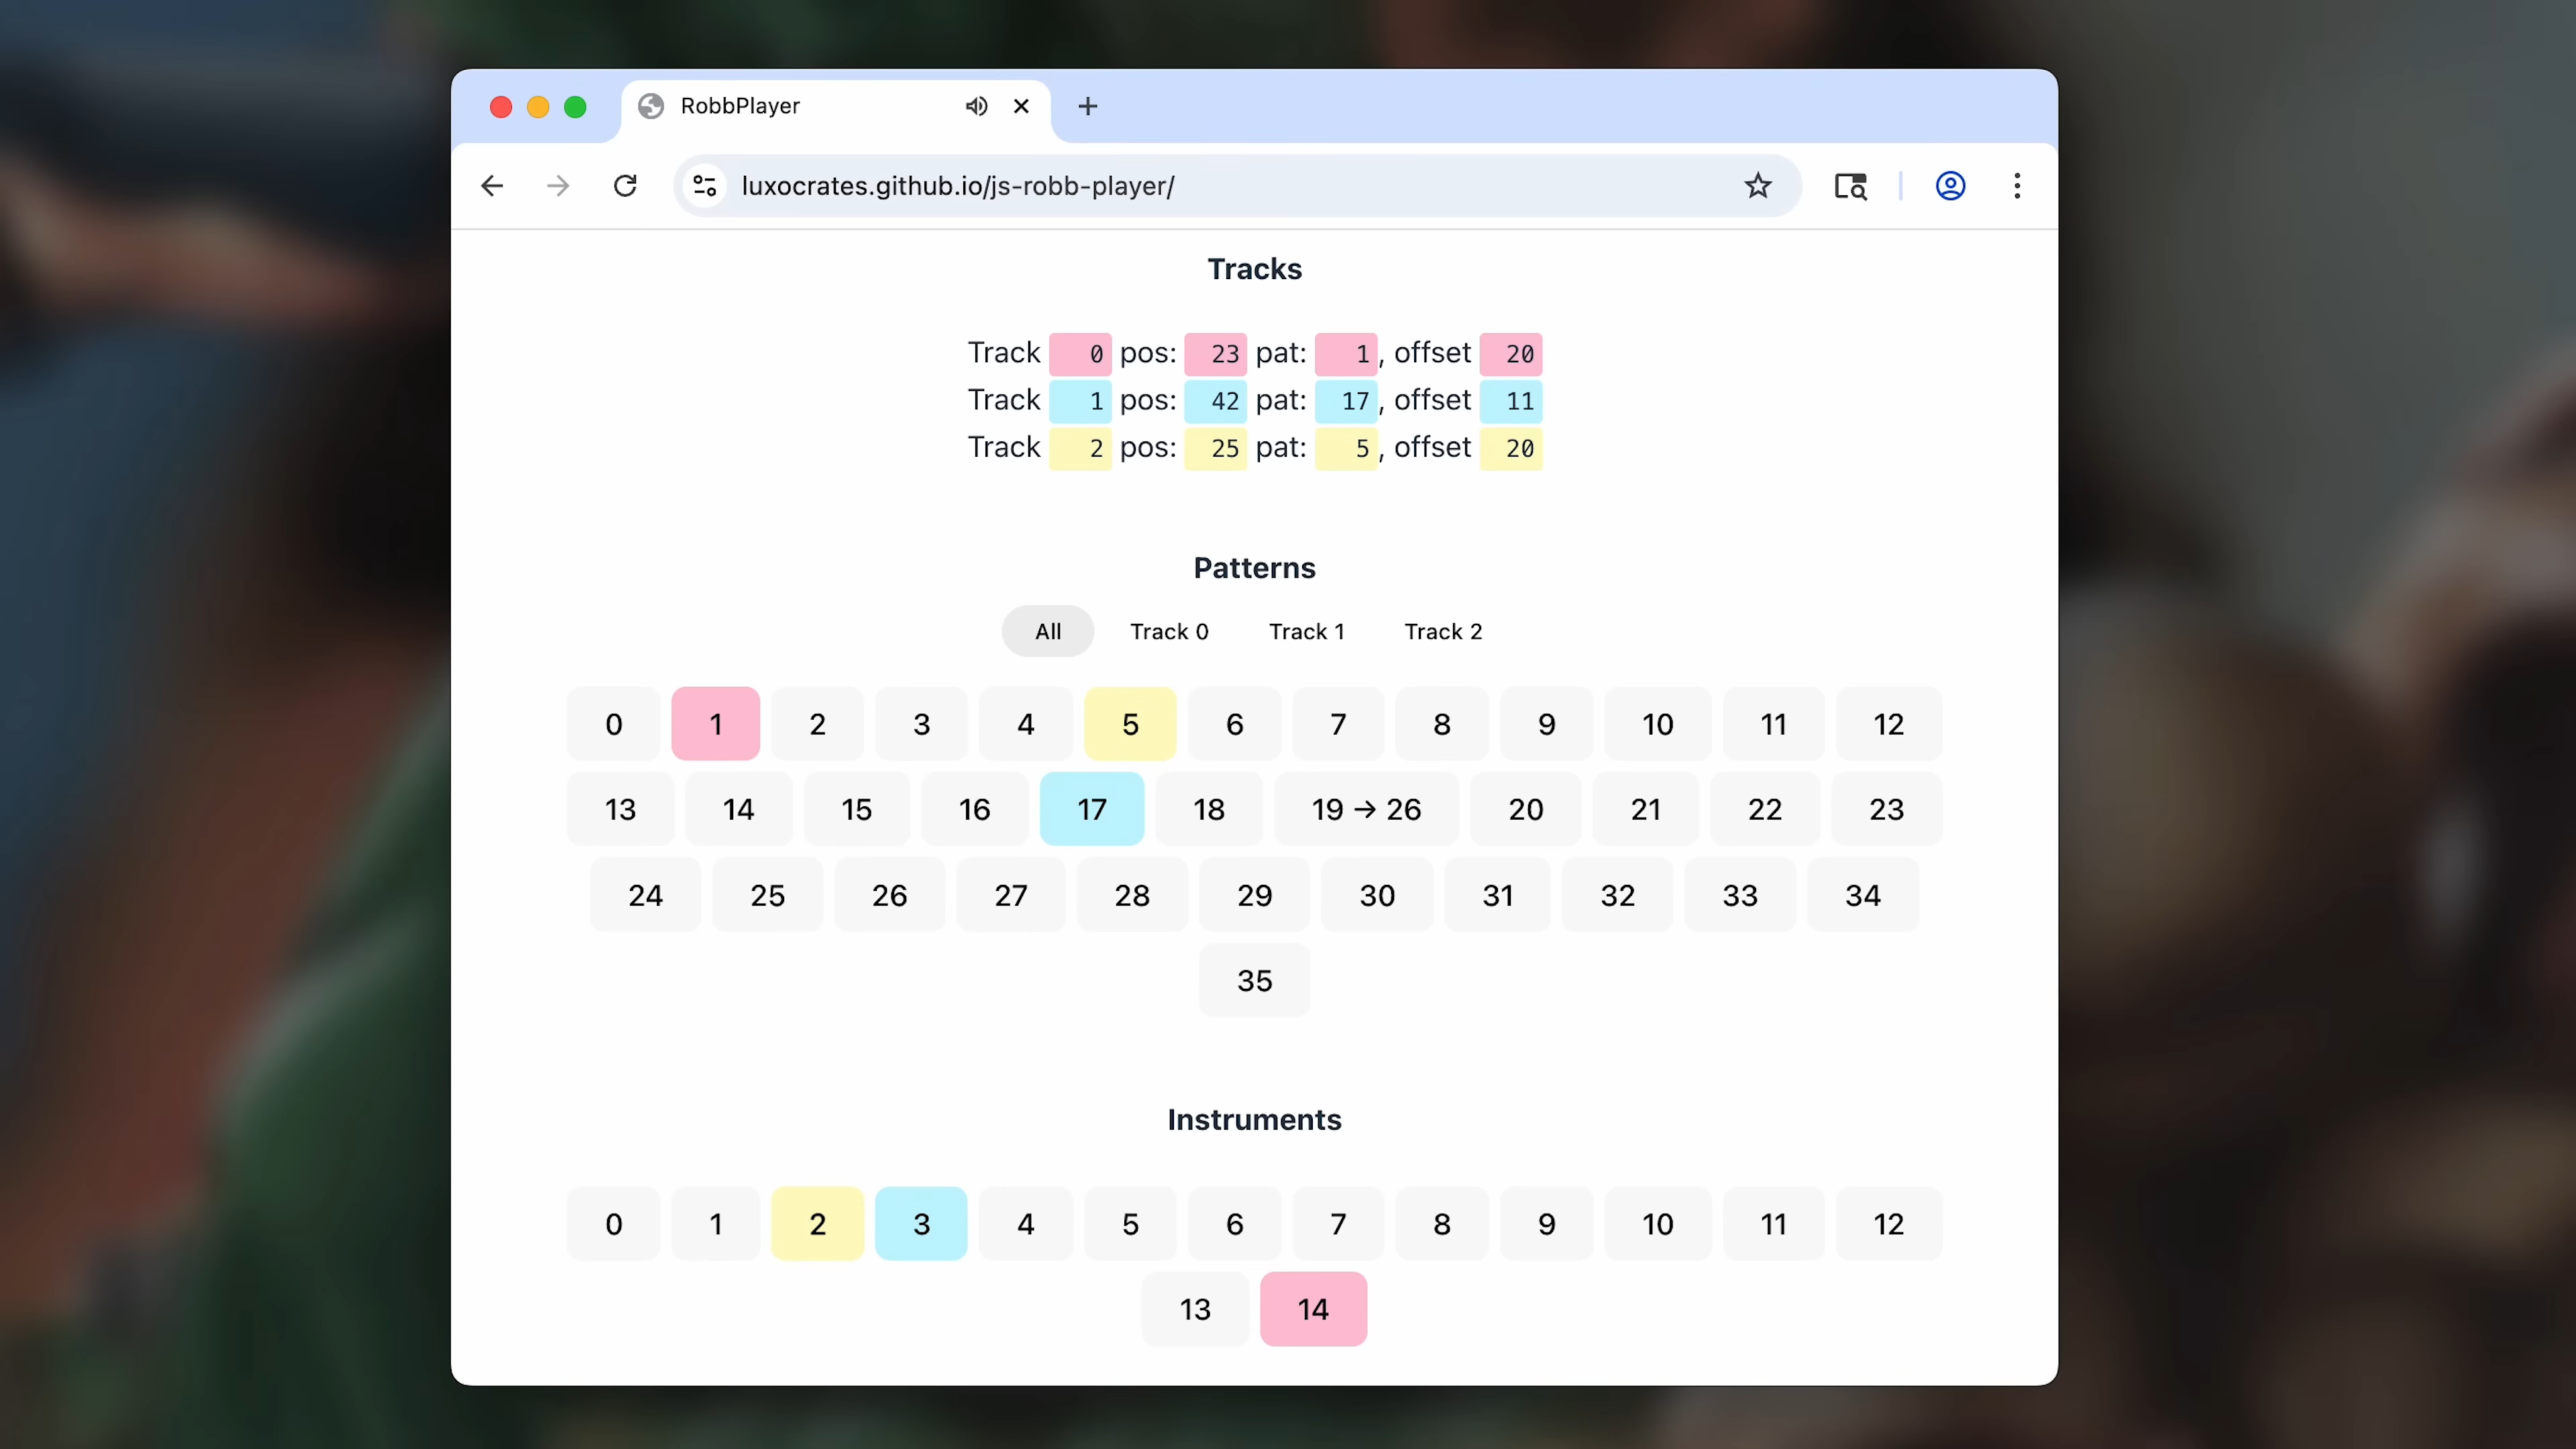 RobbPlayer
luxocrates.github.io/js-robb-player/
Tracks
Track 0 pos: 23 pat: 1, offset 20
Track 1 pos: 42 pat: 17, offset 11
Track 2 pos: 25 pat: 5, offset 20
Patterns
All Track 0 Track 1 Track 2
0 1 2 3 4 5 6 7 8 9 10 11 12
13 14 15 16 17 18 19 → 26 20 21 22 23
24 25 26 27 28 29 30 31 32 33 34
35
Instruments
0 1 2 3 4 5 6 7 8 9 10 11 12
13 14